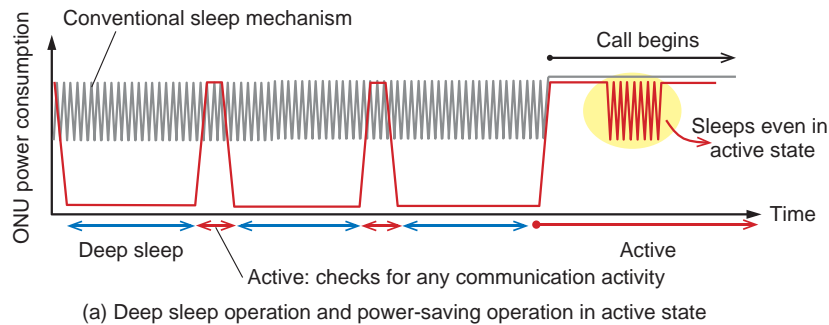 Conventional sleep mechanism
Call begins
ONU power consumption
Sleeps even in
active state
Time
Deep sleep
Active
Active: checks for any communication activity
(a) Deep sleep operation and power-saving operation in active state